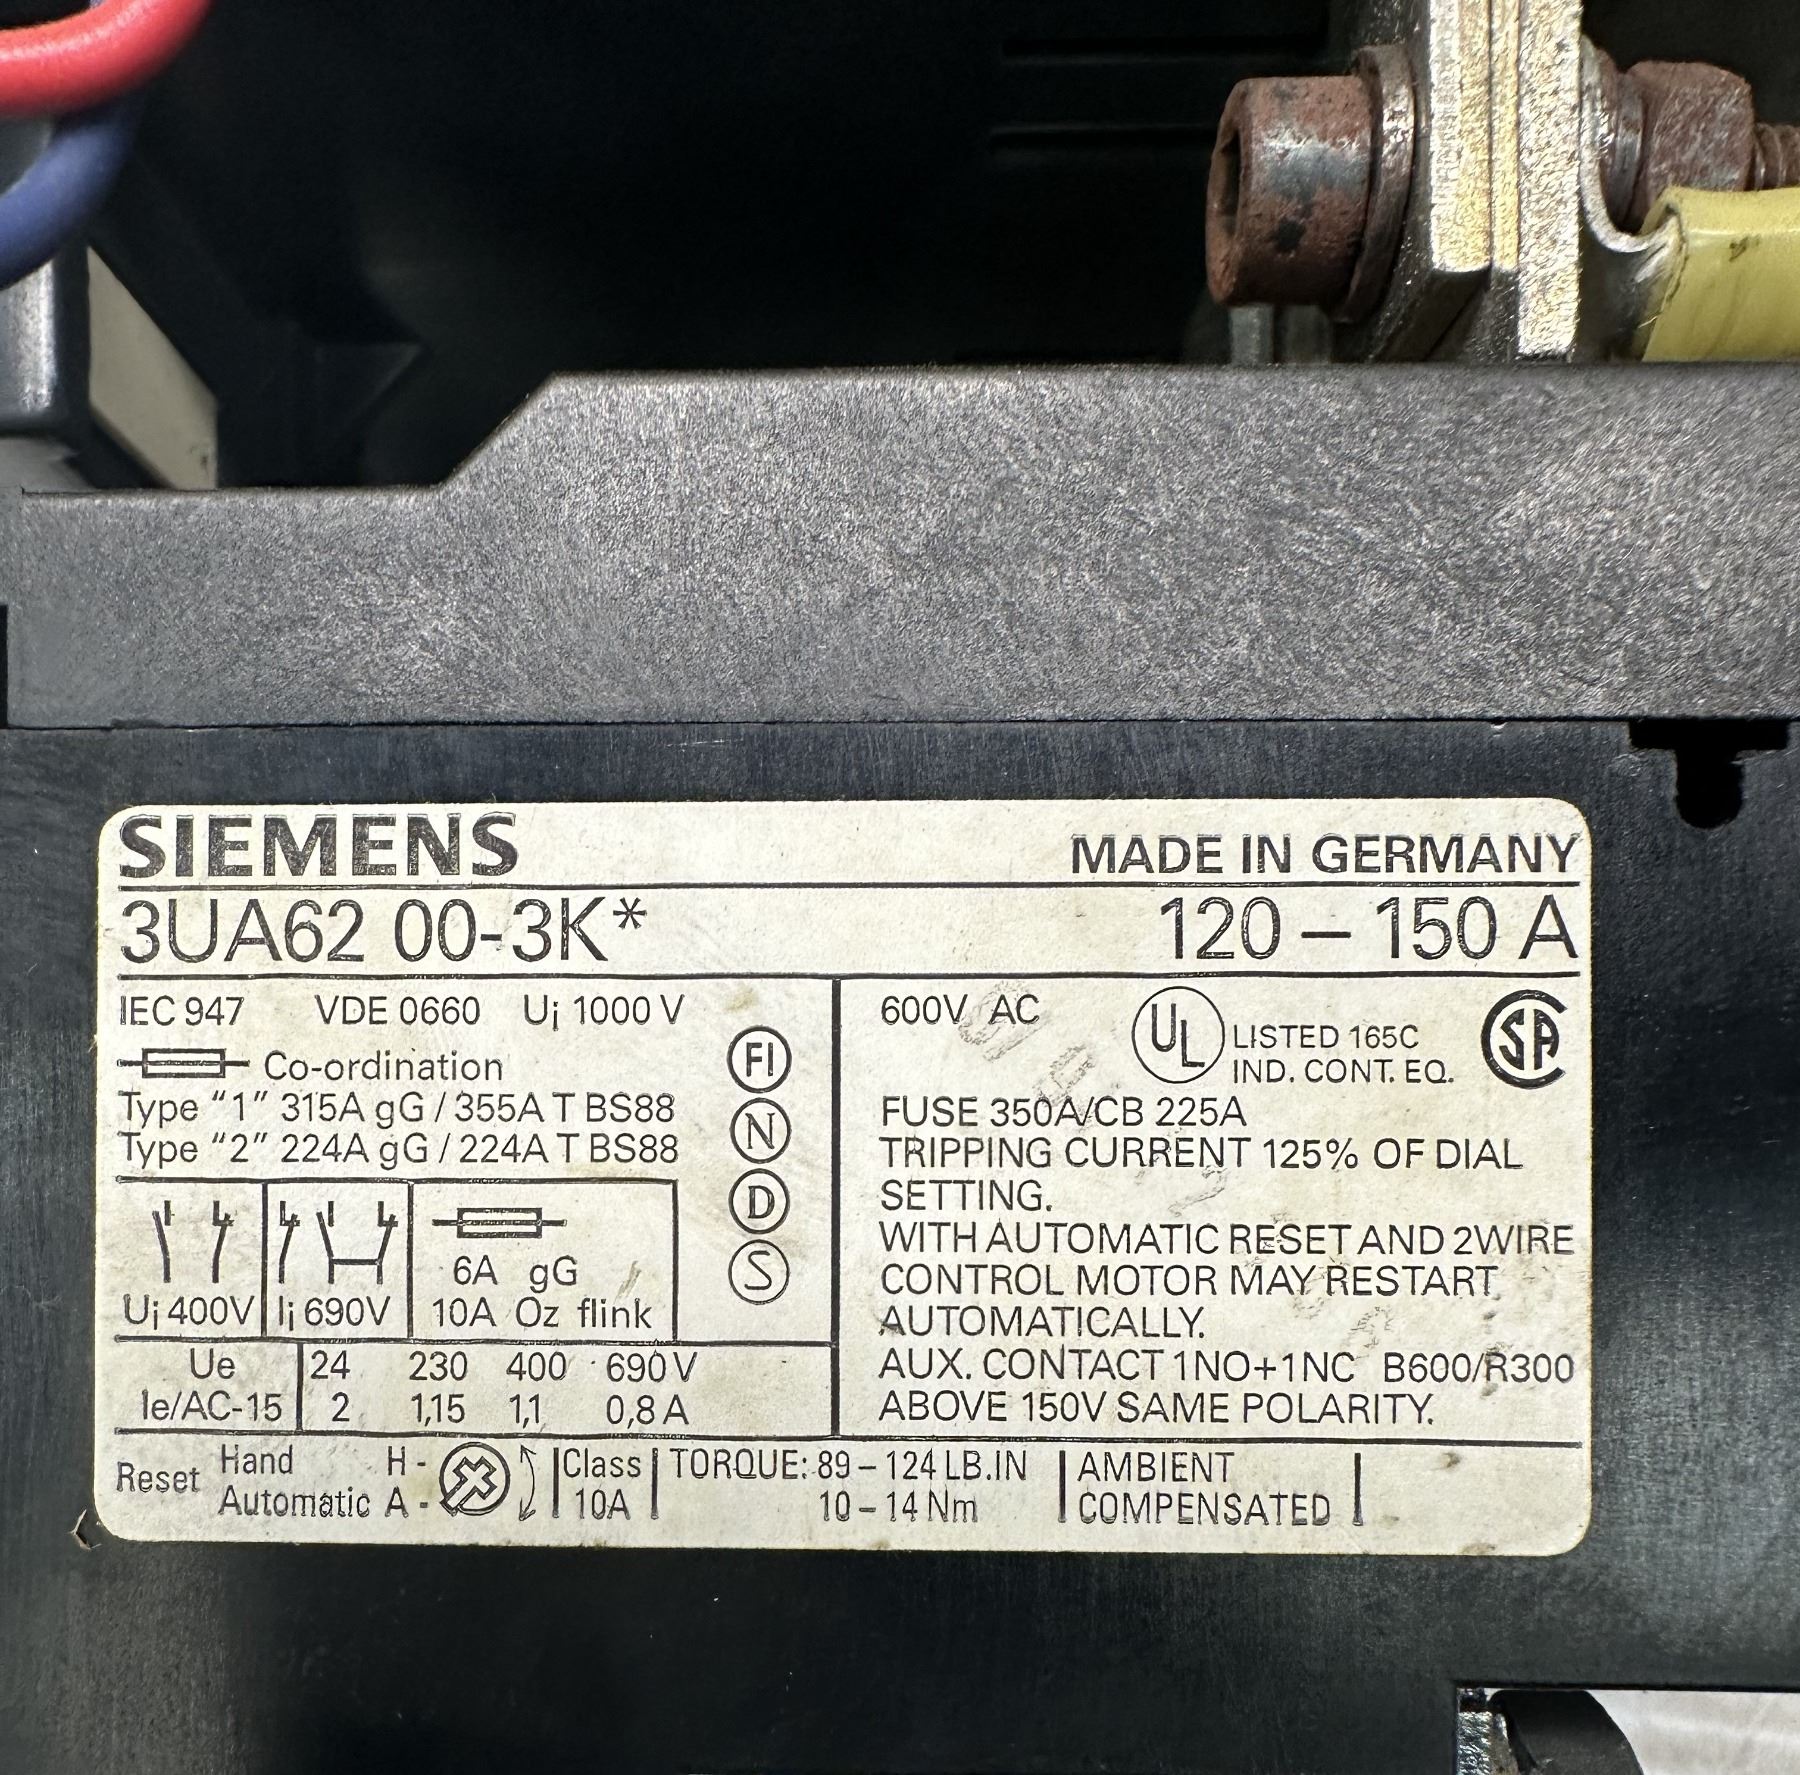 SIEMENS MADE IN GERMANY
3UA62 00-3K* 120 – 150 A
IEC 947 VDE 0660 Ui 1000 V
Co-ordination
Type "1" 315A gG / 355A T BS88
Type "2" 224A gG / 224A T BS88
FI
N
D
S
6A gG
Ui 400V Ii 690V 10A Oz flink
Ue 24 230 400 690 V
Ie/AC-15 2 1,15 1,1 0,8 A
600V AC UL LISTED 165C
IND. CONT. EQ. SA
FUSE 350A/CB 225A
TRIPPING CURRENT 125% OF DIAL
SETTING.
WITH AUTOMATIC RESET AND 2WIRE
CONTROL MOTOR MAY RESTART
AUTOMATICALLY.
AUX. CONTACT 1NO+1NC B600/R300
ABOVE 150V SAME POLARITY.
Reset Hand H - Class TORQUE: 89 – 124 LB.IN AMBIENT
Automatic A - 10A 10 – 14 Nm COMPENSATED